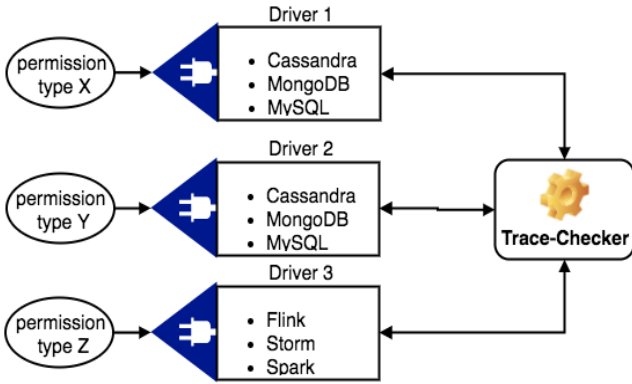 Driver 1
permission
type X
• Cassandra
• MongoDB
• MySQL
Driver 2
permission
type Y
• Cassandra
• MongoDB
• MySQL
Trace-Checker
Driver 3
permission
type Z
• Flink
• Storm
• Spark